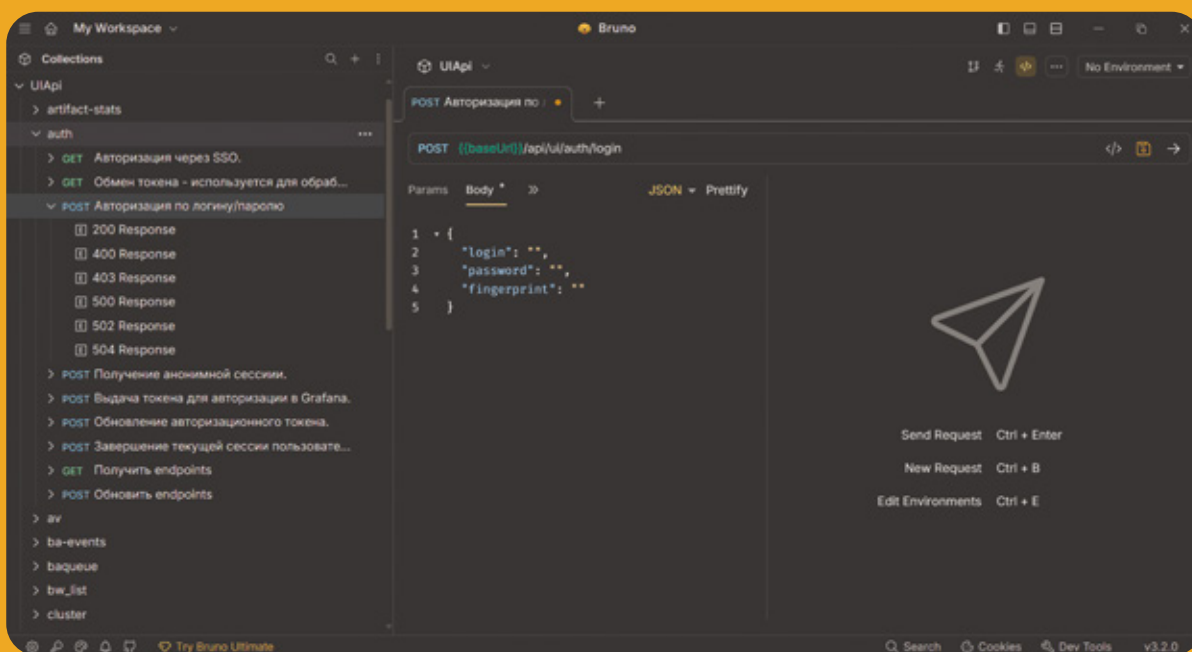 My Workspace
Bruno
Collections
UIApi
No Environment
UIApi
artifact-stats
POST Авторизация по
auth
GET Авторизация через SSO.
POST {{baseUrl}}/api/ui/auth/login
GET Обмен токена - используется для обраб...
Params Body JSON Prettify
POST Авторизация по логину/паролю
200 Response
400 Response
403 Response
500 Response
502 Response
504 Response
1 {
2 "login": "",
3 "password": "",
4 "fingerprint": ""
5 }
POST Получение анонимной сессиии.
POST Выдача токена для авторизации в Grafana.
POST Обновление авторизационного токена.
POST Завершение текущей сессии пользовате...
GET Получить endpoints
POST Обновить endpoints
av
ba-events
baqueue
bw_list
cluster
Send Request Ctrl + Enter
New Request Ctrl + B
Edit Environments Ctrl + E
Try Bruno Ultimate
Search Cookies Dev Tools v3.2.0